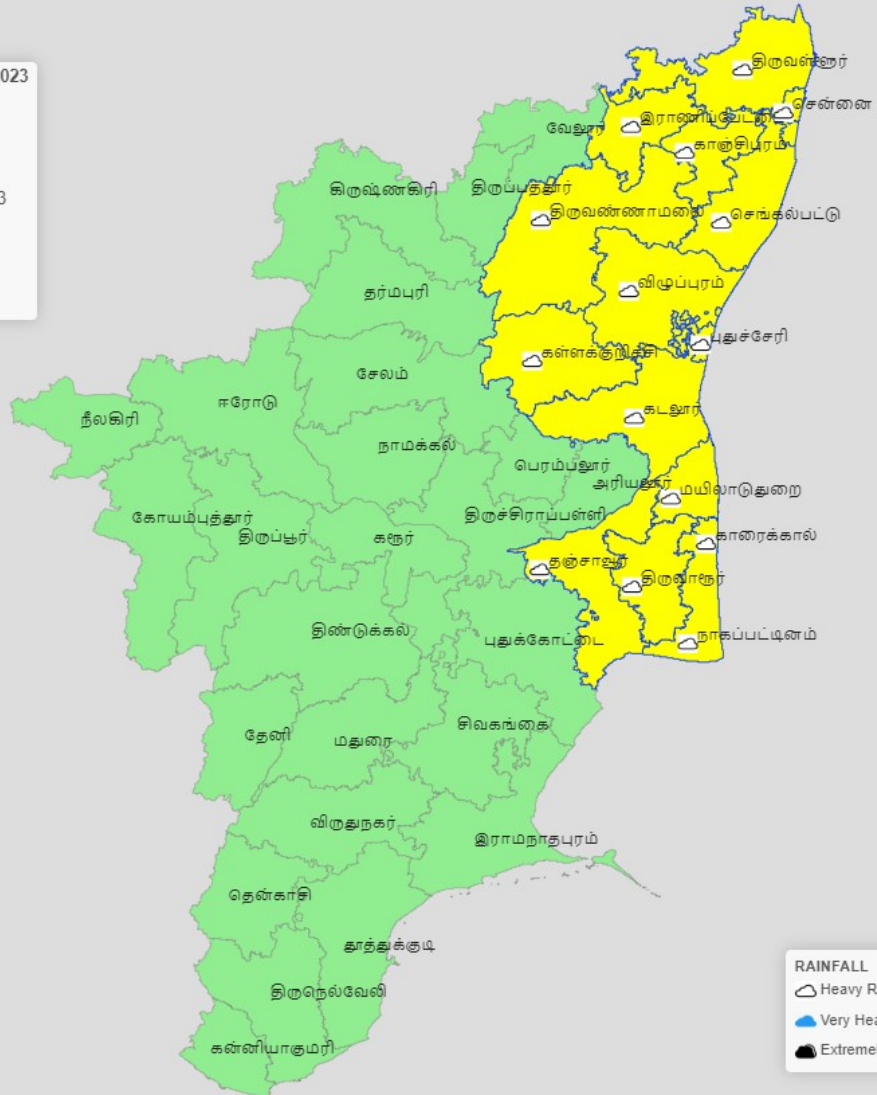 023
3
திருவள்ளூர்
சென்னை
இராணிப்பேட்டை
வேலூர்
காஞ்சிபுரம்
கிருஷ்ணகிரி
திருப்பத்தூர்
திருவண்ணாமலை
செங்கல்பட்டு
தர்மபுரி
விழுப்புரம்
புதுச்சேரி
கள்ளக்குறிச்சி
சேலம்
ஈரோடு
நீலகிரி
கடலூர்
நாமக்கல்
பெரம்பலூர்
அரியலூர்
மயிலாடுதுறை
கோயம்புத்தூர்
திருப்பூர்
கரூர்
திருச்சிராப்பள்ளி
காரைக்கால்
தஞ்சாவூர்
திருவாரூர்
திண்டுக்கல்
புதுக்கோட்டை
நாகப்பட்டினம்
தேனி
மதுரை
சிவகங்கை
விருதுநகர்
இராமநாதபுரம்
தென்காசி
தூத்துக்குடி
திருநெல்வேலி
கன்னியாகுமரி
RAINFALL
Heavy R
Very Hea
Extreme